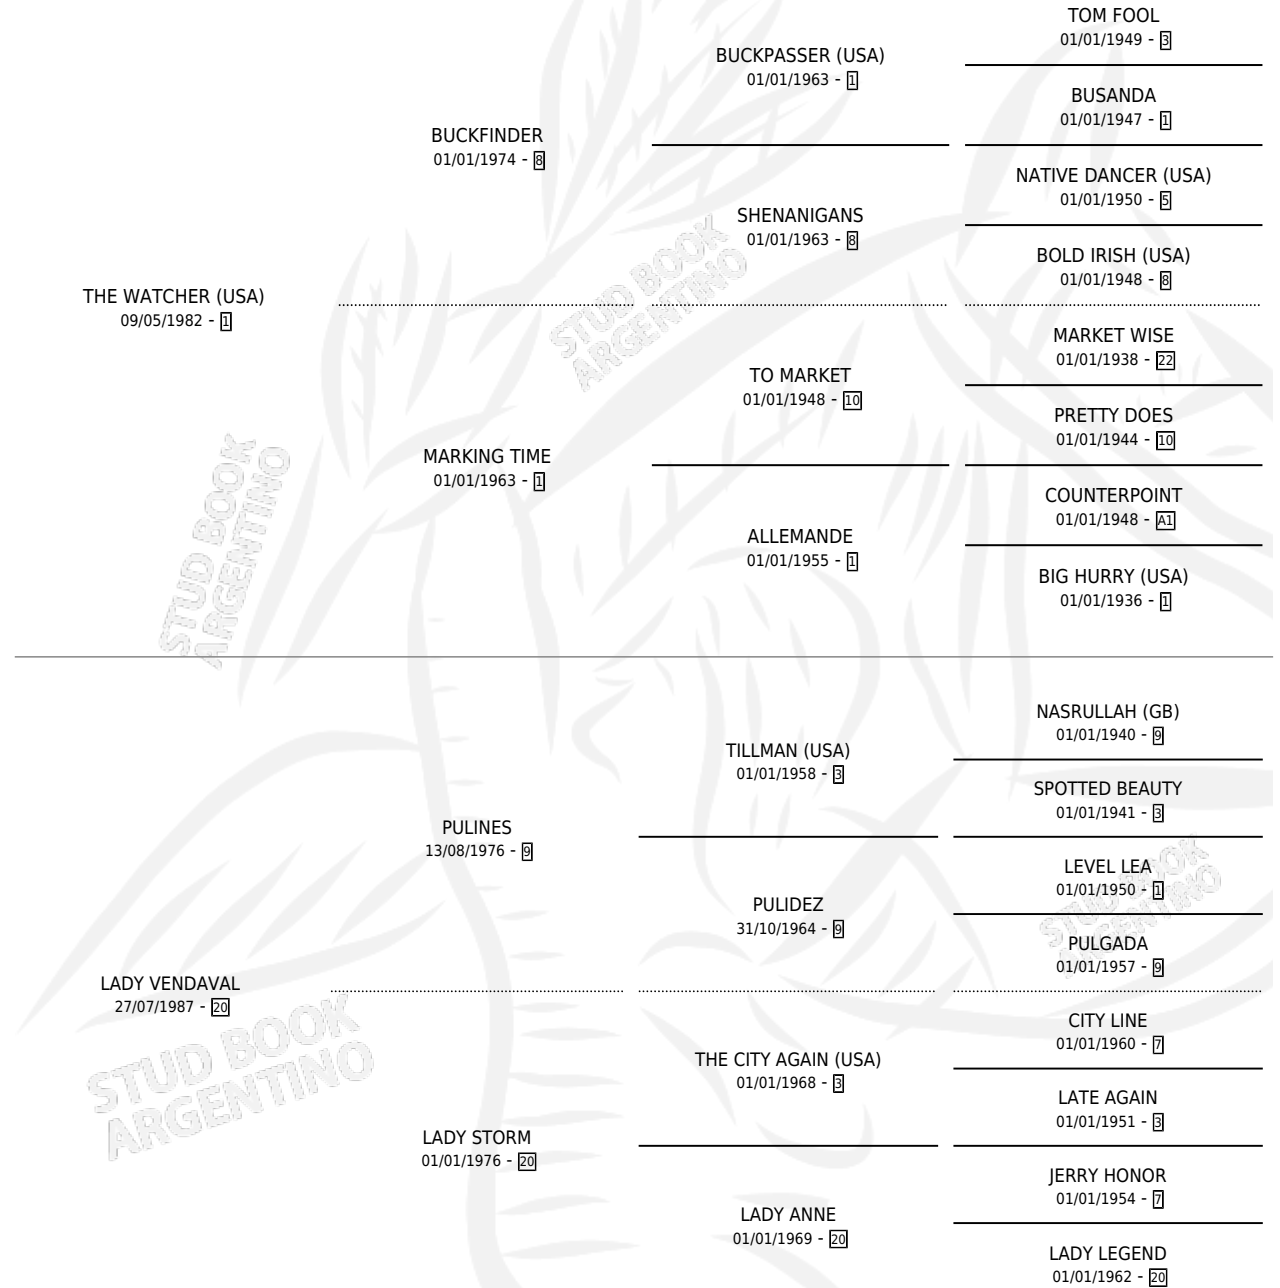 TOM FOOL
01/01/1949 - 3
BUCKPASSER (USA)
01/01/1963 - 1
BUSANDA
01/01/1947 - 1
BUCKFINDER
01/01/1974 - 8
NATIVE DANCER (USA)
01/01/1950 - 5
SHENANIGANS
01/01/1963 - 8
BOLD IRISH (USA)
01/01/1948 - 8
THE WATCHER (USA)
09/05/1982 - 1
MARKET WISE
01/01/1938 - 22
TO MARKET
01/01/1948 - 10
PRETTY DOES
01/01/1944 - 10
MARKING TIME
01/01/1963 - 1
COUNTERPOINT
01/01/1948 - A1
ALLEMANDE
01/01/1955 - 1
BIG HURRY (USA)
01/01/1936 - 1
NASRULLAH (GB)
01/01/1940 - 9
TILLMAN (USA)
01/01/1958 - 3
SPOTTED BEAUTY
01/01/1941 - 3
PULINES
13/08/1976 - 9
LEVEL LEA
01/01/1950 - 1
PULIDEZ
31/10/1964 - 9
PULGADA
01/01/1957 - 9
LADY VENDAVAL
27/07/1987 - 20
CITY LINE
01/01/1960 - 7
THE CITY AGAIN (USA)
01/01/1968 - 3
LATE AGAIN
01/01/1951 - 3
LADY STORM
01/01/1976 - 20
JERRY HONOR
01/01/1954 - 7
LADY ANNE
01/01/1969 - 20
LADY LEGEND
01/01/1962 - 20
STUD BOOK
ARGENTINO
STUD BOOK
ARGENTINO
STUD BOOK
ARGENTINO
STUD BOOK
ARGENTINO